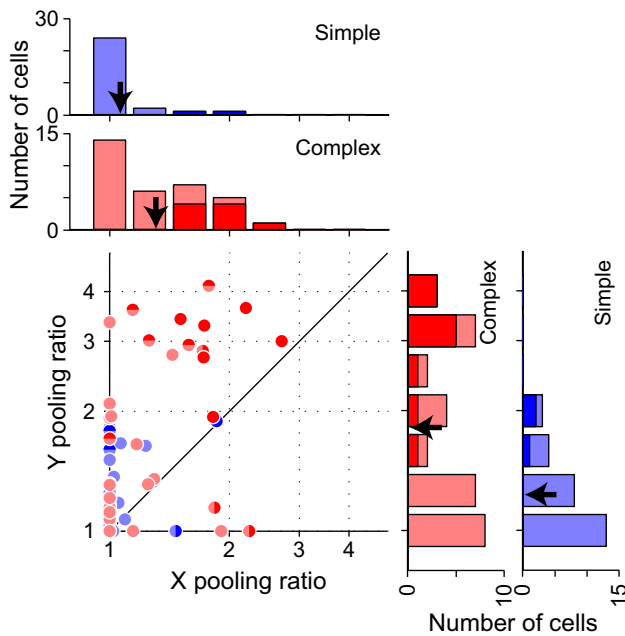 30
Simple
0
15
Complex
0
Number of cells
4
3
2
1
Y pooling ratio
1 2 3 4
X pooling ratio
Complex
Simple
0 10
0 15
Number of cells